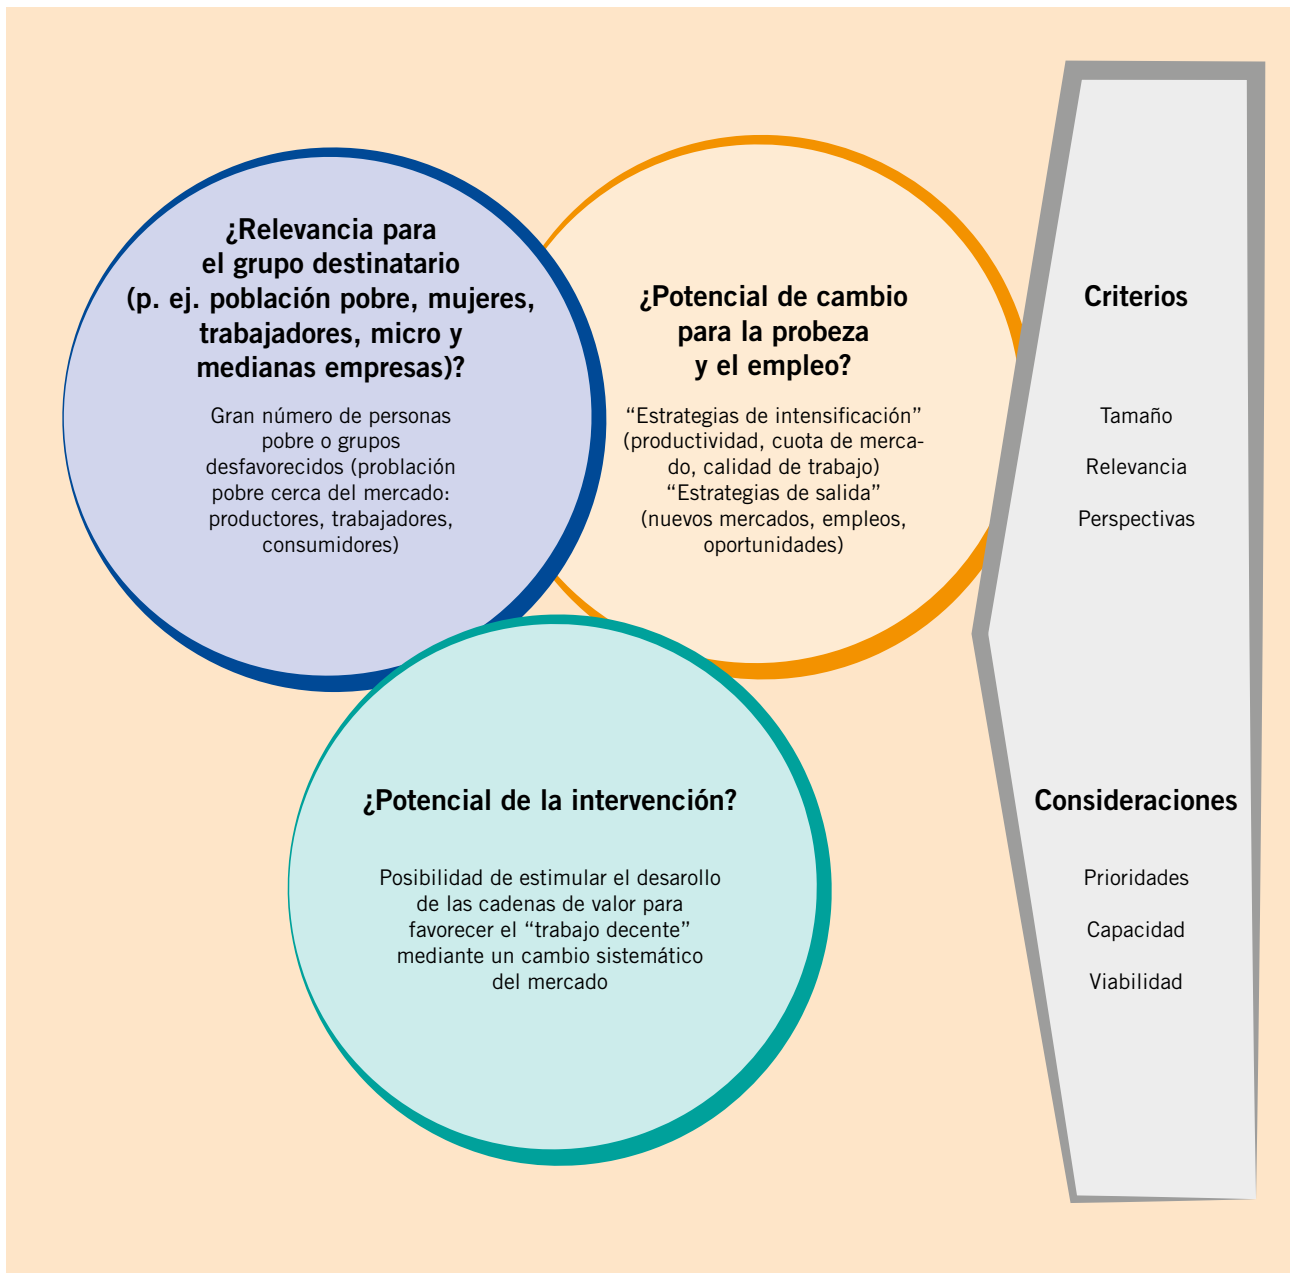 ¿Relevancia para
el grupo destinatario
(p. ej. población pobre, mujeres,
trabajadores, micro y
medianas empresas)?
Gran número de personas
pobre o grupos
desfavorecidos (problación
pobre cerca del mercado:
productores, trabajadores,
consumidores)
¿Potencial de cambio
para la probeza
y el empleo?
“Estrategias de intensificación”
(productividad, cuota de merca-
do, calidad de trabajo)
“Estrategias de salida”
(nuevos mercados, empleos,
oportunidades)
¿Potencial de la intervención?
Posibilidad de estimular el desarollo
de las cadenas de valor para
favorecer el “trabajo decente”
mediante un cambio sistemático
del mercado
Criterios
Tamaño
Relevancia
Perspectivas
Consideraciones
Prioridades
Capacidad
Viabilidad